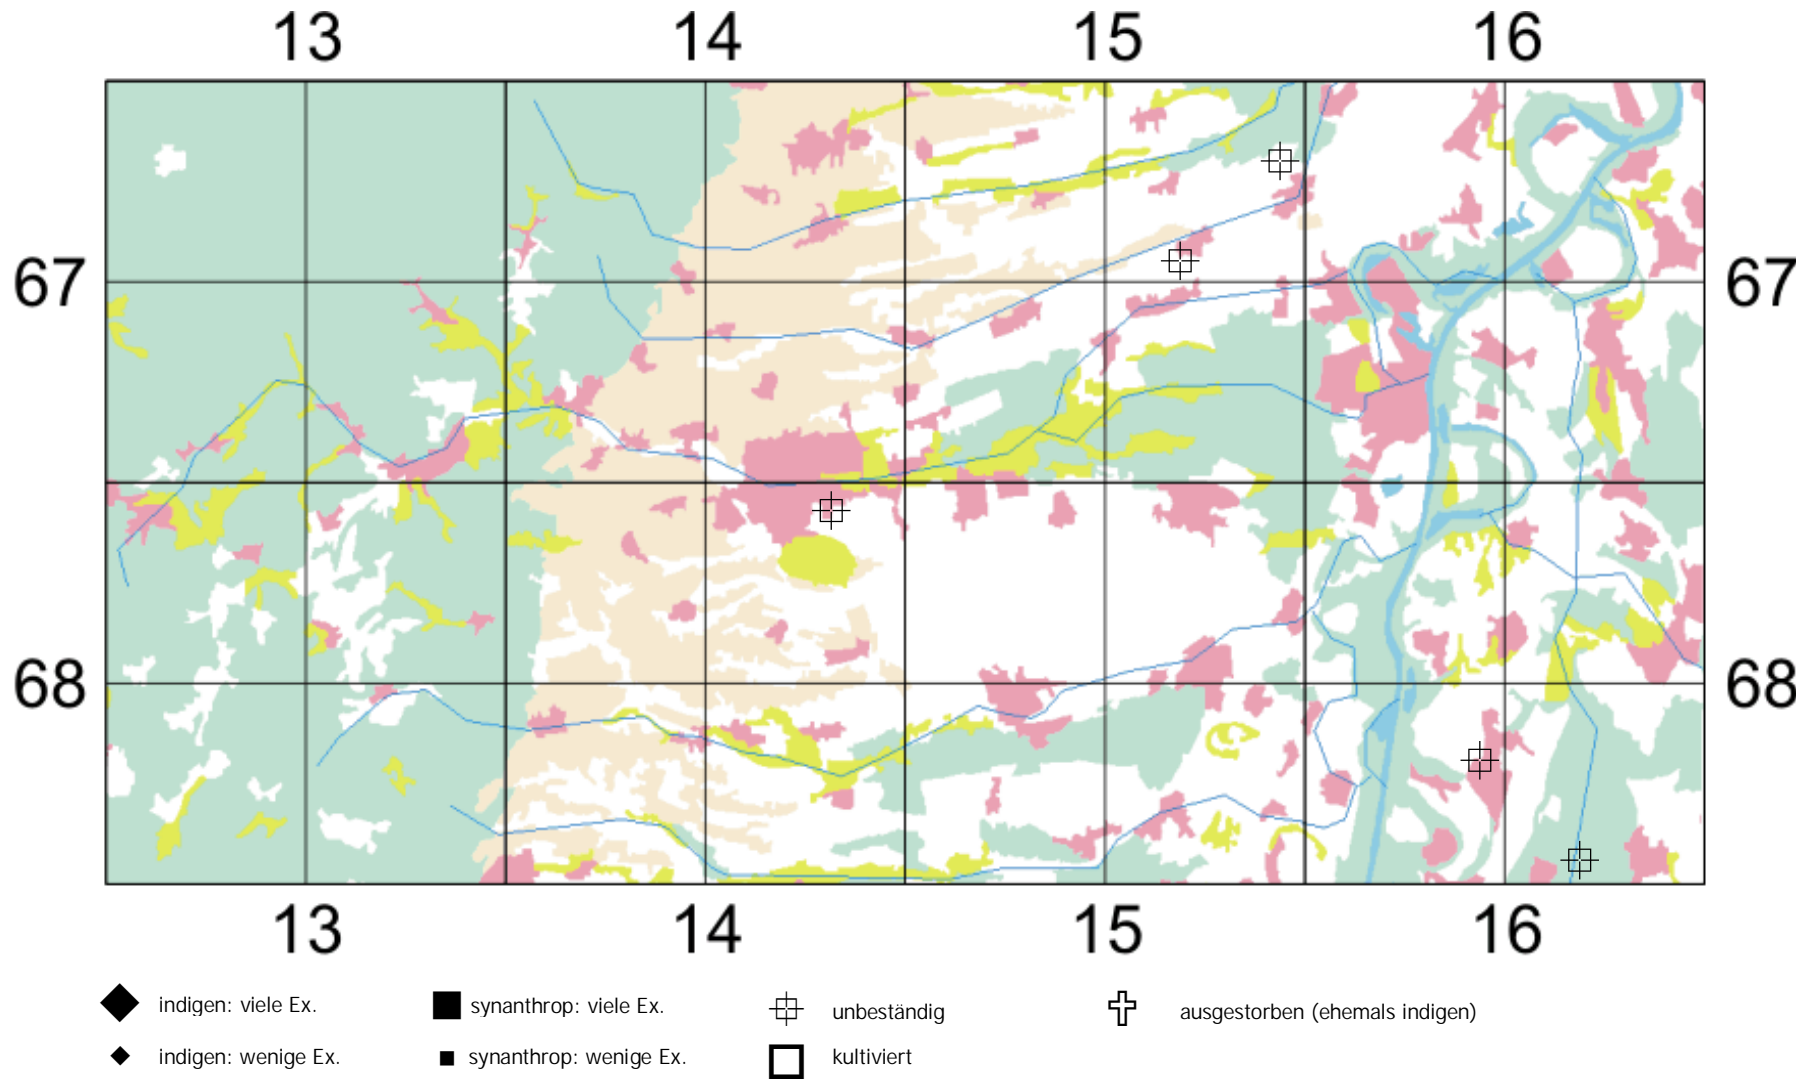 13 14 15 16
67 67
68 68
13 14 15 16
indigen: viele Ex. synanthrop: viele Ex. unbeständig ausgestorben (ehemals indigen)
indigen: wenige Ex. synanthrop: wenige Ex. kultiviert